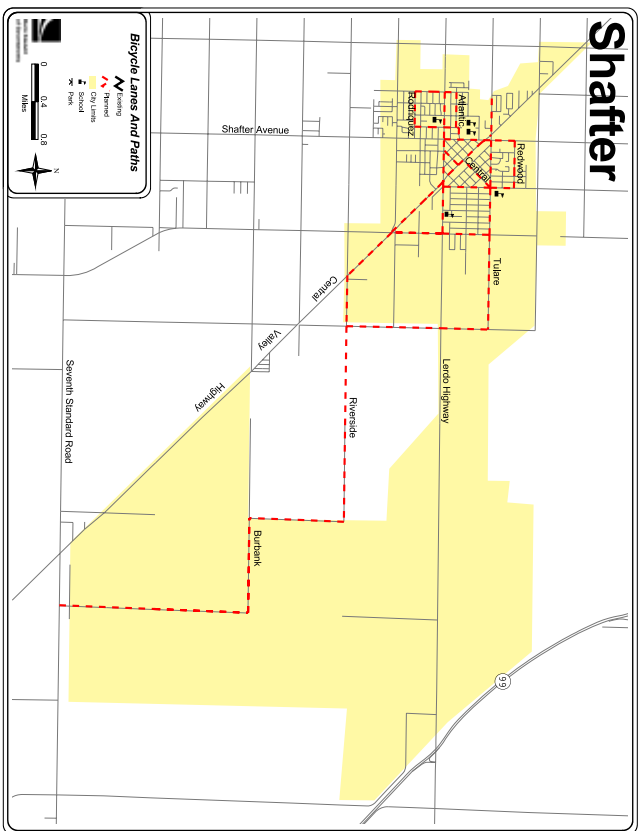 Shafter
Redwood
Atlantic
Rodriquez
Central
Tulare
Shafter Avenue
Central
Valley
Highway
Lerdo Highway
Riverside
Burbank
Seventh Standard Road
99
Bicycle Lanes And Paths
Existing
Planned
City Limits
School
Park
0 0.4 0.8
Miles
N